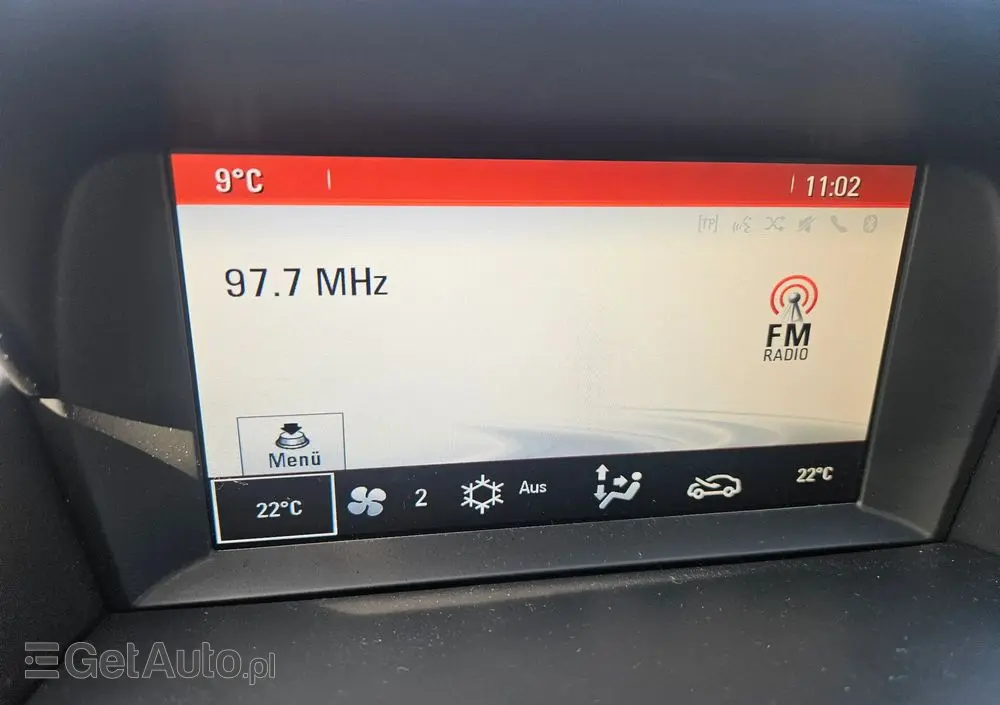 9°C 11:02
[TP]
97.7 MHz
FM
RADIO
Menü
22°C 2 Aus 22°C
GetAuto.pl